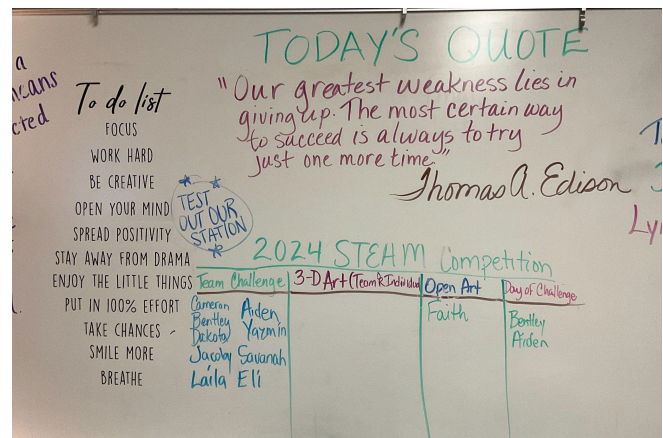 a
cans
cted
To do list
FOCUS
WORK HARD
BE CREATIVE
OPEN YOUR MIND
SPREAD POSITIVITY
STAY AWAY FROM DRAMA
ENJOY THE LITTLE THINGS
PUT IN 100% EFFORT
TAKE CHANCES
SMILE MORE
BREATHE
TODAY'S QUOTE
"Our greatest weakness lies in
giving up. The most certain way
to succeed is always to try
just one more time."
Thomas A. Edison
TEST
OUT OUR
STATION
2024 STEAM Competition
Team Challenge
Cameron Aiden
Bentley
Dakota Yazmin
Jacoby Savanah
Laila Eli
3-D Art (Team & Individual)
Open Art
Faith
Day of Challenge
Bentley
Aiden
Ly